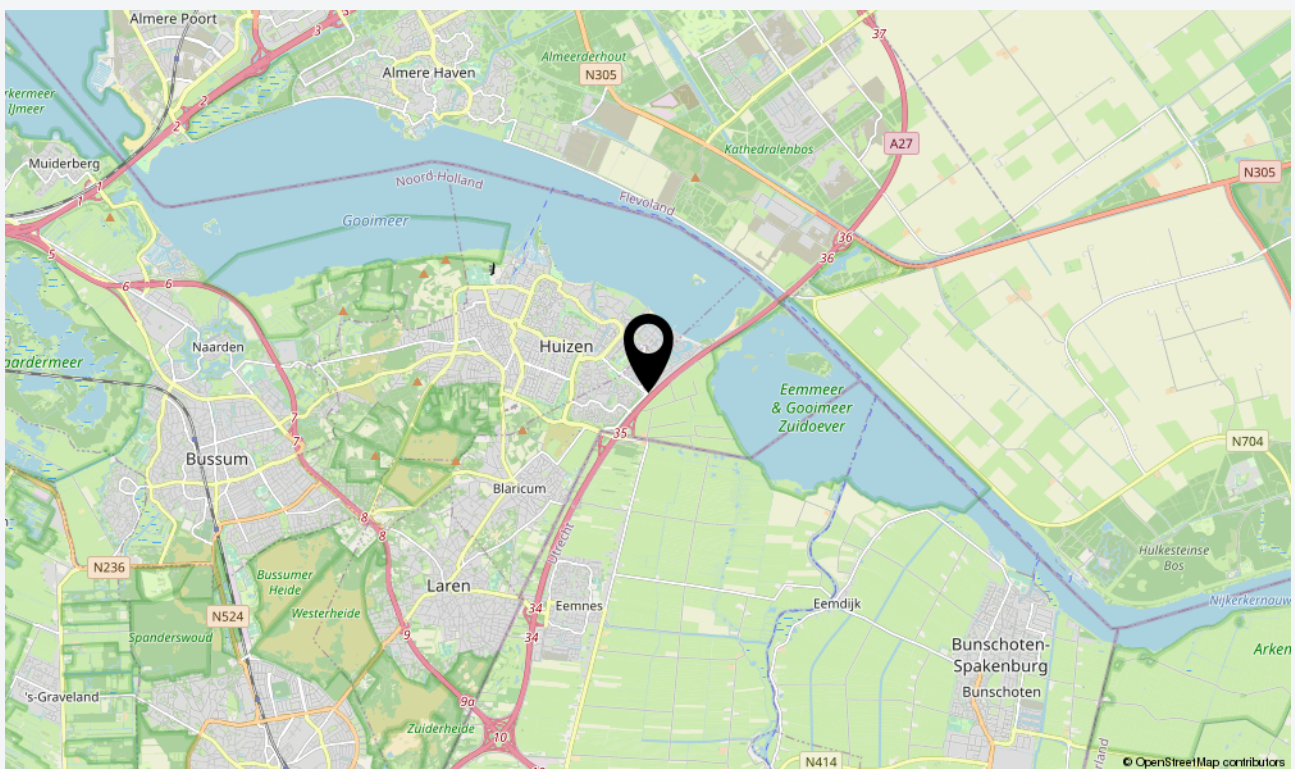 Almere Poort
3
37
Almere Haven
Almeerderhout
N305
rkermeer
IJmeer
2
2
A27
Kathedralenbos
Muiderberg
1
1
N305
Noord-Holland
Flevoland
Gooimeer
36
36
5
6
6
Naarden
Huizen
aardermeer
Eemmeer
& Gooimeer
Zuidoever
7
7
35
N704
Bussum
Blaricum
8
8
Utrecht
Hulkesteinse
Bos
N236
Bussumer
Heide
Laren
Westerheide
34
Eemnes
Eemdijk
Nijkerkernauw
N524
Spanderswoud
9
34
Bunschoten-
Spakenburg
Arken
's-Graveland
Bunschoten
9a
Zuiderheide
10
N414
erland
© OpenStreetMap contributors